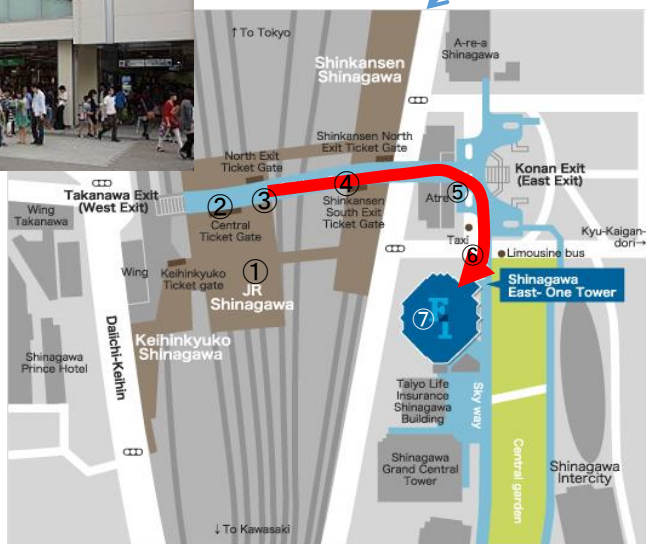 ↑To Tokyo
Shinkansen
Shinagawa
A-re-a
Shinagawa
Shinkansen North
Exit Ticket Gate
North Exit
Ticket Gate
Konan Exit
(East Exit)
Takanawa Exit
(West Exit)
④
⑤
③
②
Atre
Wing
Takanawa
Central
Ticket Gate
Shinkansen
South Exit
Ticket Gate
Kyu-Kaigan-
dori→
Taxi
⑥
Limousine bus
Wing
Keihinkyuko
Ticket gate
①
JR
Shinagawa
Shinagawa
East- One Tower
F
1
⑦
Keihinkyuko
Shinagawa
Daiichi-Keihin
Shinagawa
Prince Hotel
Taiyo Life
Insurance
Shinagawa
Building
Sky way
Shinagawa
Grand Central
Tower
Central garden
Shinagawa
Intercity
↓To Kawasaki